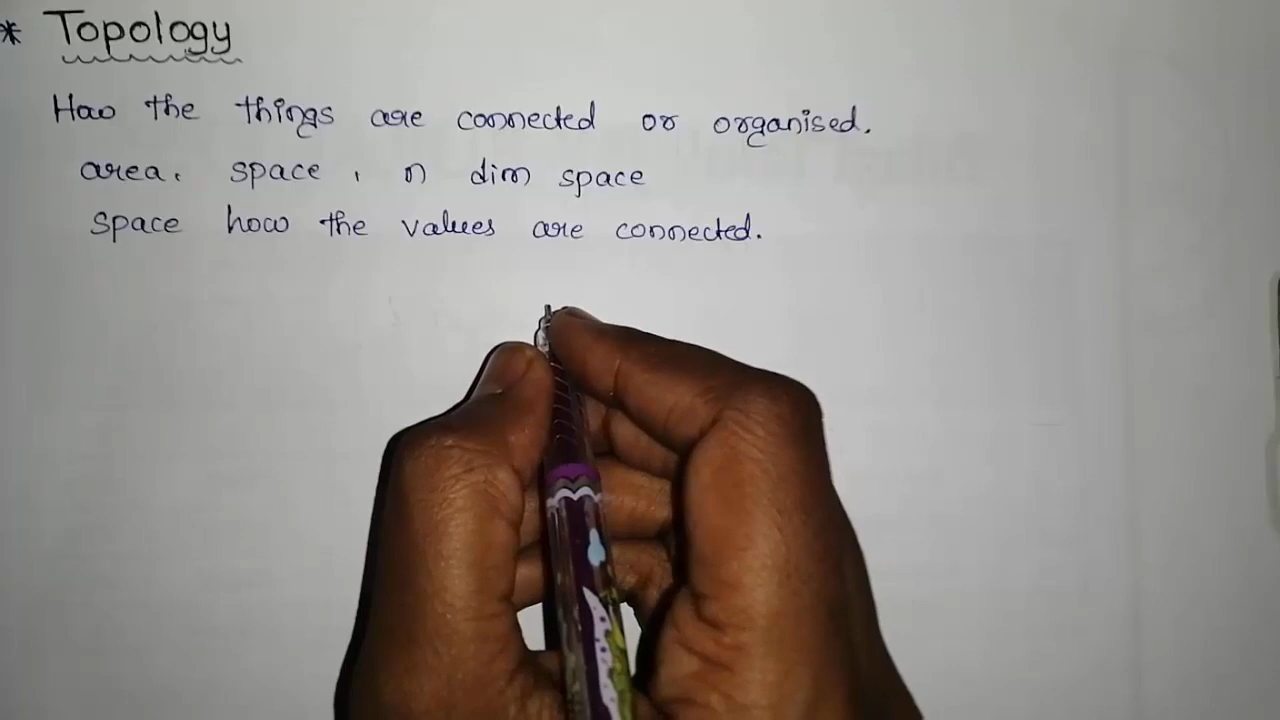 * Topology
How the things are connected or organised.
area, space, n dim space
space how the values are connected.